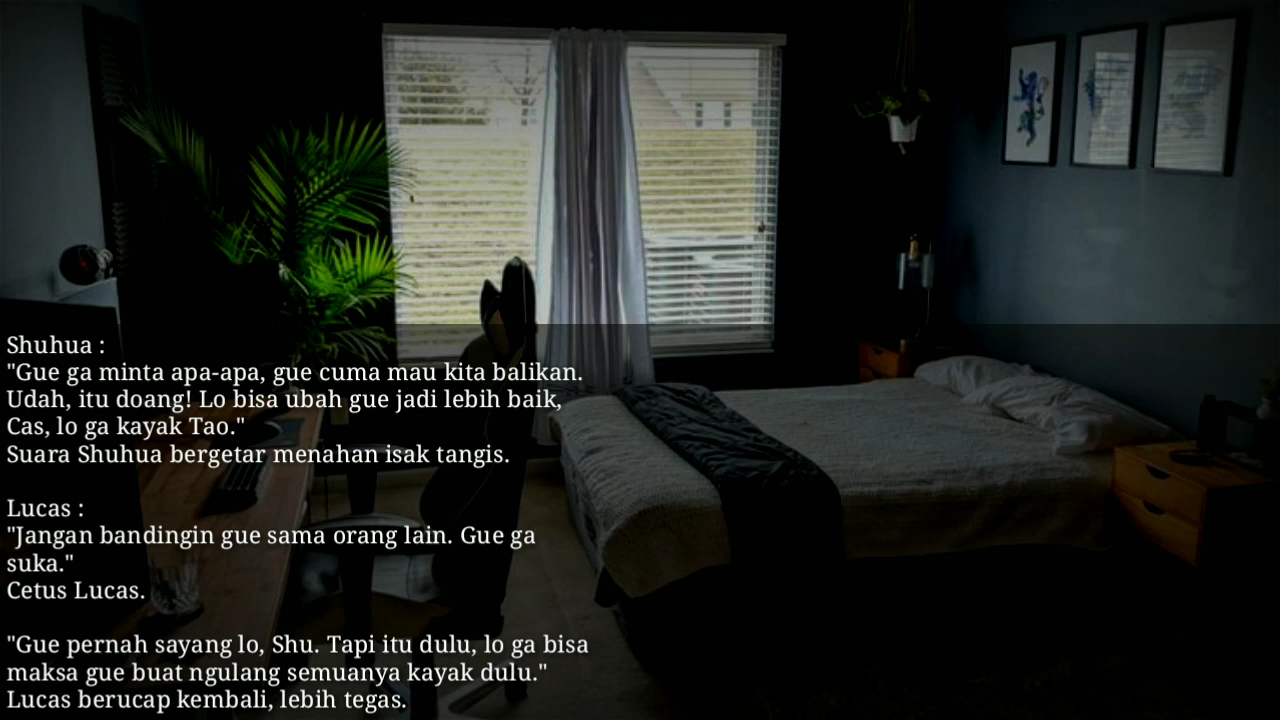 Shuhua :
"Gue ga minta apa-apa, gue cuma mau kita balikan.
Udah, itu doang! Lo bisa ubah gue jadi lebih baik,
Cas, lo ga kayak Tao."
Suara Shuhua bergetar menahan isak tangis.
Lucas :
"Jangan bandingin gue sama orang lain. Gue ga
suka."
Cetus Lucas.
"Gue pernah sayang lo, Shu. Tapi itu dulu, lo ga bisa
maksa gue buat ngulang semuanya kayak dulu."
Lucas berucap kembali, lebih tegas.